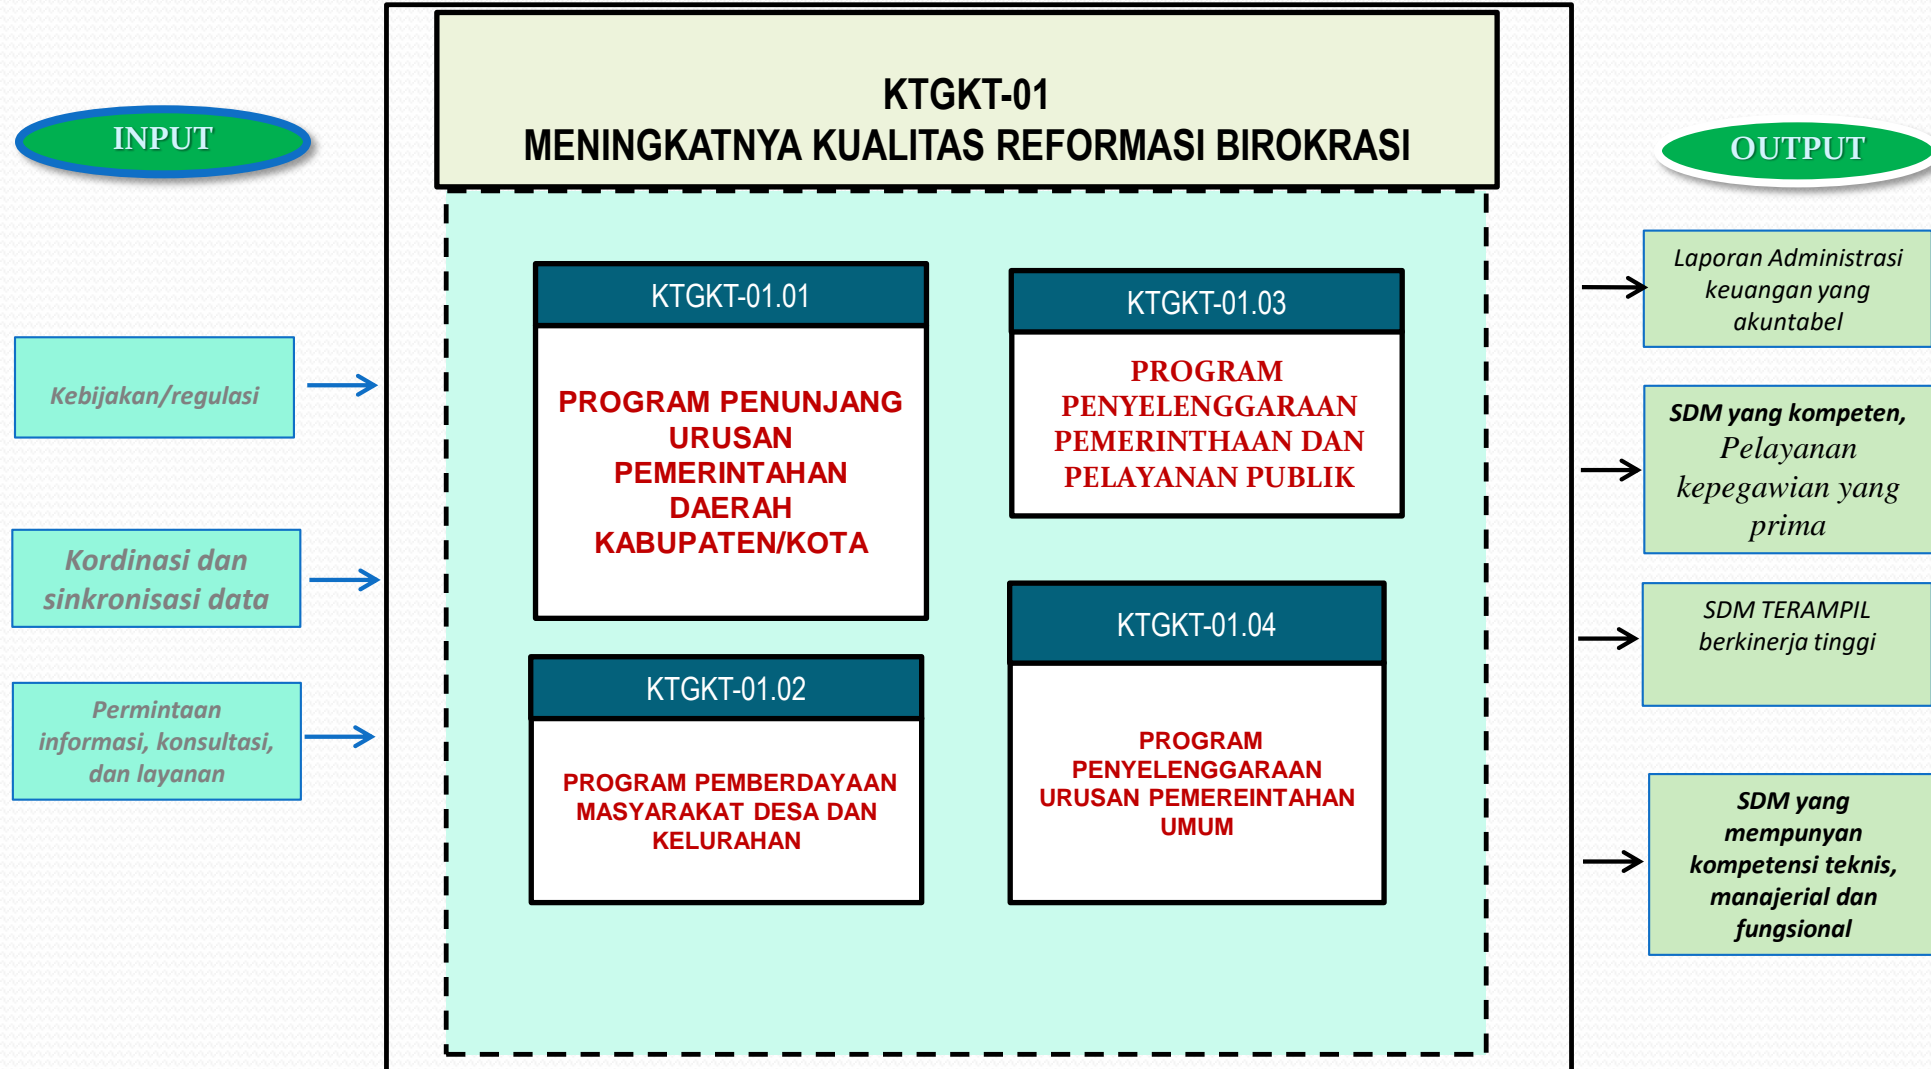 KTGKT-01
MENINGKATNYA KUALITAS REFORMASI BIROKRASI
INPUT
Kebijakan/regulasi
Kordinasi dan
sinkronisasi data
Permintaan
informasi, konsultasi,
dan layanan
KTGKT-01.01
PROGRAM PENUNJANG
URUSAN
PEMERINTAHAN
DAERAH
KABUPATEN/KOTA
KTGKT-01.02
PROGRAM PEMBERDAYAAN
MASYARAKAT DESA DAN
KELURAHAN
KTGKT-01.03
PROGRAM
PENYELENGGARAAN
PEMERINTHAAN DAN
PELAYANAN PUBLIK
KTGKT-01.04
PROGRAM
PENYELENGGARAAN
URUSAN PEMEREINTAHAN
UMUM
OUTPUT
Laporan Administrasi
keuangan yang
akuntabel
SDM yang kompeten,
Pelayanan
kepegawian yang
prima
SDM TERAMPIL
berkinerja tinggi
SDM yang
mempunyan
kompetensi teknis,
manajerial dan
fungsional